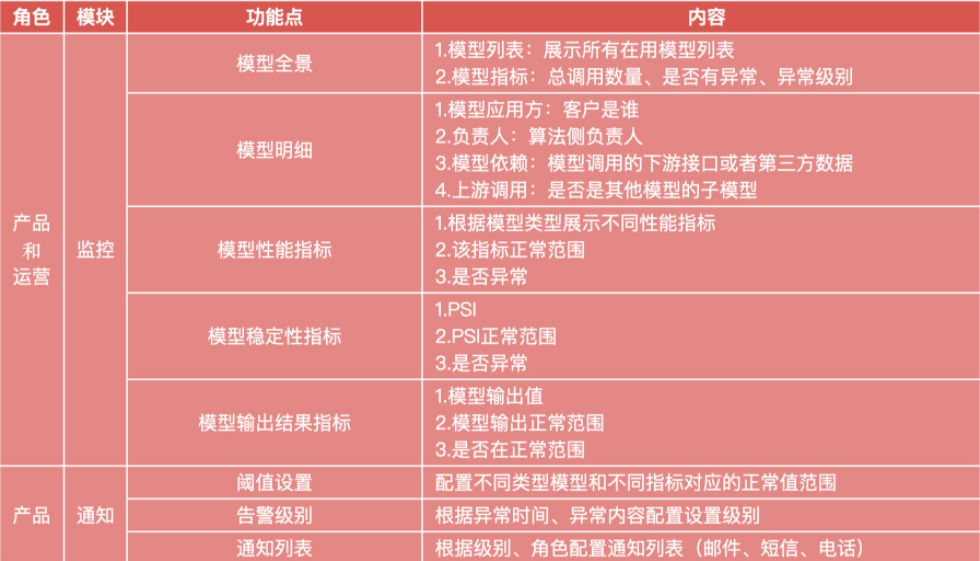 角色 模块 功能点 内容
产品
和
运营
监控
模型全景
1.模型列表：展示所有在用模型列表
2.模型指标：总调用数量、是否有异常、异常级别
模型明细
1.模型应用方：客户是谁
2.负责人：算法侧负责人
3.模型依赖：模型调用的下游接口或者第三方数据
4.上游调用：是否是其他模型的子模型
模型性能指标
1.根据模型类型展示不同性能指标
2.该指标正常范围
3.是否异常
模型稳定性指标
1.PSI
2.PSI正常范围
3.是否异常
模型输出结果指标
1.模型输出值
2.模型输出正常范围
3.是否在正常范围
产品
通知
阈值设置
配置不同类型模型和不同指标对应的正常值范围
告警级别
根据异常时间、异常内容配置设置级别
通知列表
根据级别、角色配置通知列表（邮件、短信、电话）